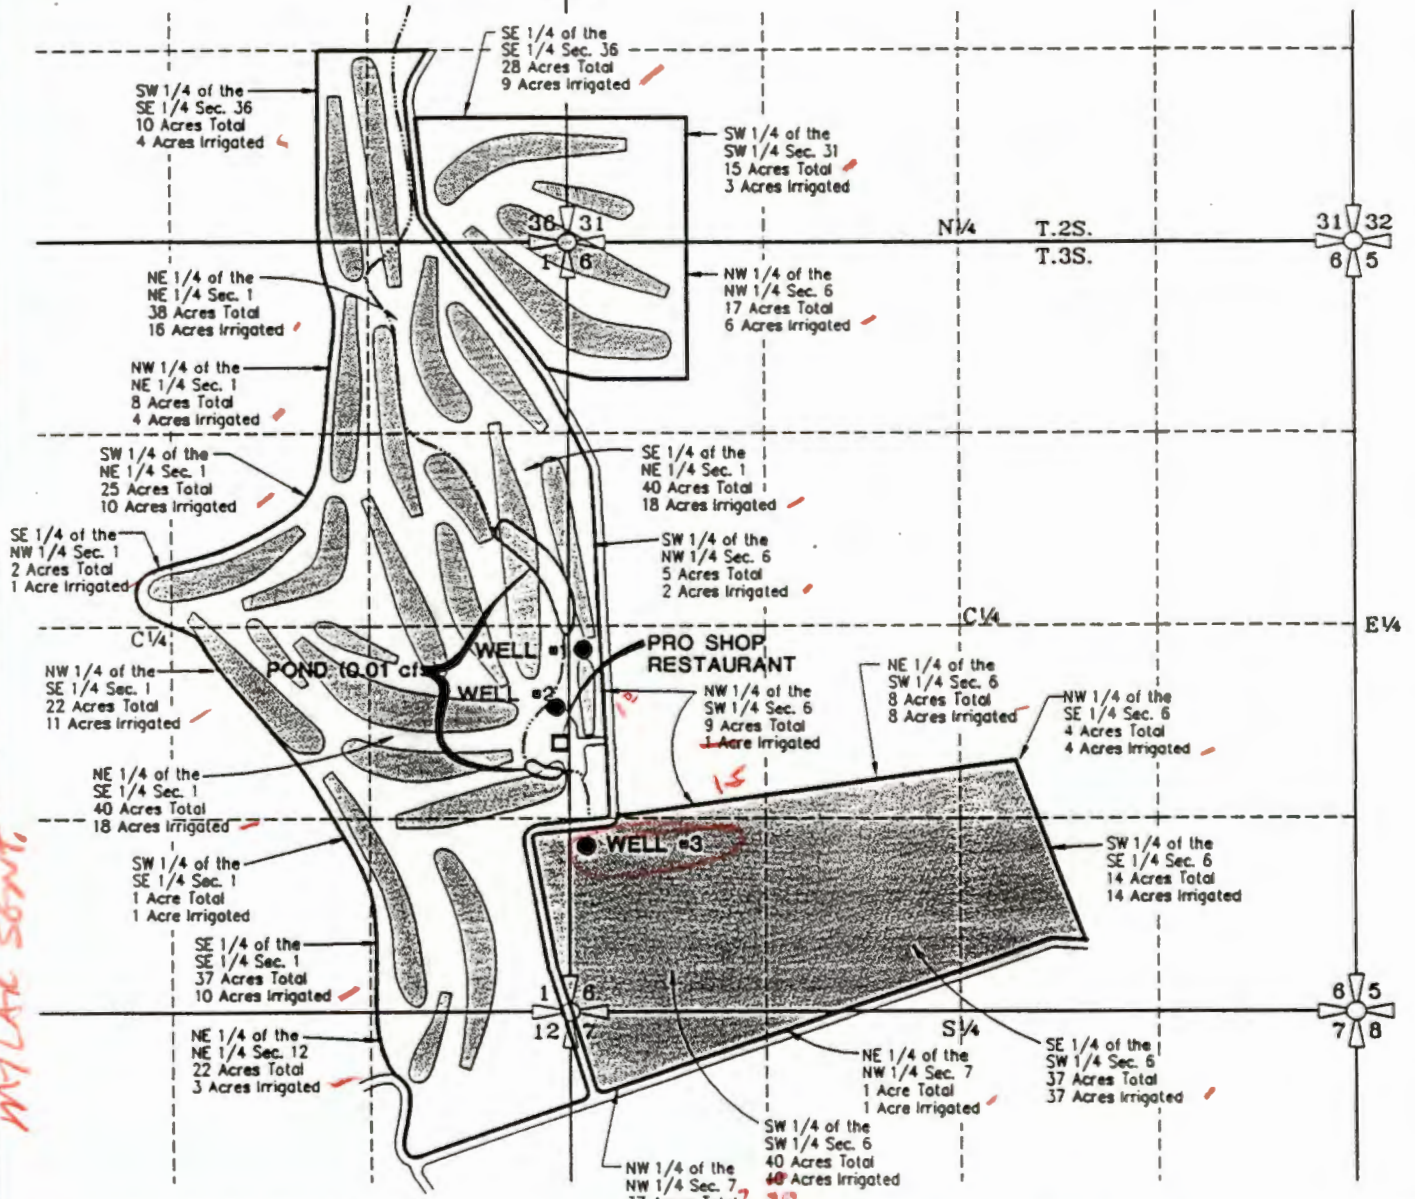 SE 1/4 of the
SE 1/4 Sec. 36
28 Acres Total
9 Acres Irrigated
SW 1/4 of the
SE 1/4 Sec. 36
10 Acres Total
4 Acres Irrigated
SW 1/4 of the
SW 1/4 Sec. 31
15 Acres Total
3 Acres Irrigated
36 31
1 6
N1/4
T.2S.
T.3S.
31 32
6 5
NE 1/4 of the
NE 1/4 Sec. 1
38 Acres Total
16 Acres Irrigated
NW 1/4 of the
NW 1/4 Sec. 6
17 Acres Total
6 Acres Irrigated
NW 1/4 of the
NE 1/4 Sec. 1
8 Acres Total
4 Acres Irrigated
SW 1/4 of the
NE 1/4 Sec. 1
25 Acres Total
10 Acres Irrigated
SE 1/4 of the
NE 1/4 Sec. 1
40 Acres Total
18 Acres Irrigated
SE 1/4 of the
NW 1/4 Sec. 1
2 Acres Total
1 Acre Irrigated
SW 1/4 of the
NW 1/4 Sec. 6
5 Acres Total
2 Acres Irrigated
C1/4
C1/4
E1/4
WELL #1
PRO SHOP
RESTAURANT
POND (0.01 cfs
WELL #2
NW 1/4 of the
SE 1/4 Sec. 1
22 Acres Total
11 Acres Irrigated
NW 1/4 of the
SW 1/4 Sec. 6
9 Acres Total
1 Acre Irrigated
NE 1/4 of the
SW 1/4 Sec. 6
8 Acres Total
8 Acres Irrigated
NW 1/4 of the
SE 1/4 Sec. 6
4 Acres Total
4 Acres Irrigated
NE 1/4 of the
SE 1/4 Sec. 1
40 Acres Total
18 Acres Irrigated
WELL #3
SW 1/4 of the
SE 1/4 Sec. 1
1 Acre Total
1 Acre Irrigated
SW 1/4 of the
SE 1/4 Sec. 6
14 Acres Total
14 Acres Irrigated
MYLAR SENT.
SE 1/4 of the
SE 1/4 Sec. 1
37 Acres Total
10 Acres Irrigated
1 6
12 7
S1/4
6 5
7 8
NE 1/4 of the
NE 1/4 Sec. 12
22 Acres Total
3 Acres Irrigated
NE 1/4 of the
NW 1/4 Sec. 7
1 Acre Total
1 Acre Irrigated
SE 1/4 of the
SW 1/4 Sec. 6
37 Acres Total
37 Acres Irrigated
SW 1/4 of the
SW 1/4 Sec. 6
40 Acres Total
Acres Irrigated
NW 1/4 of the
NW 1/4 Sec. 7